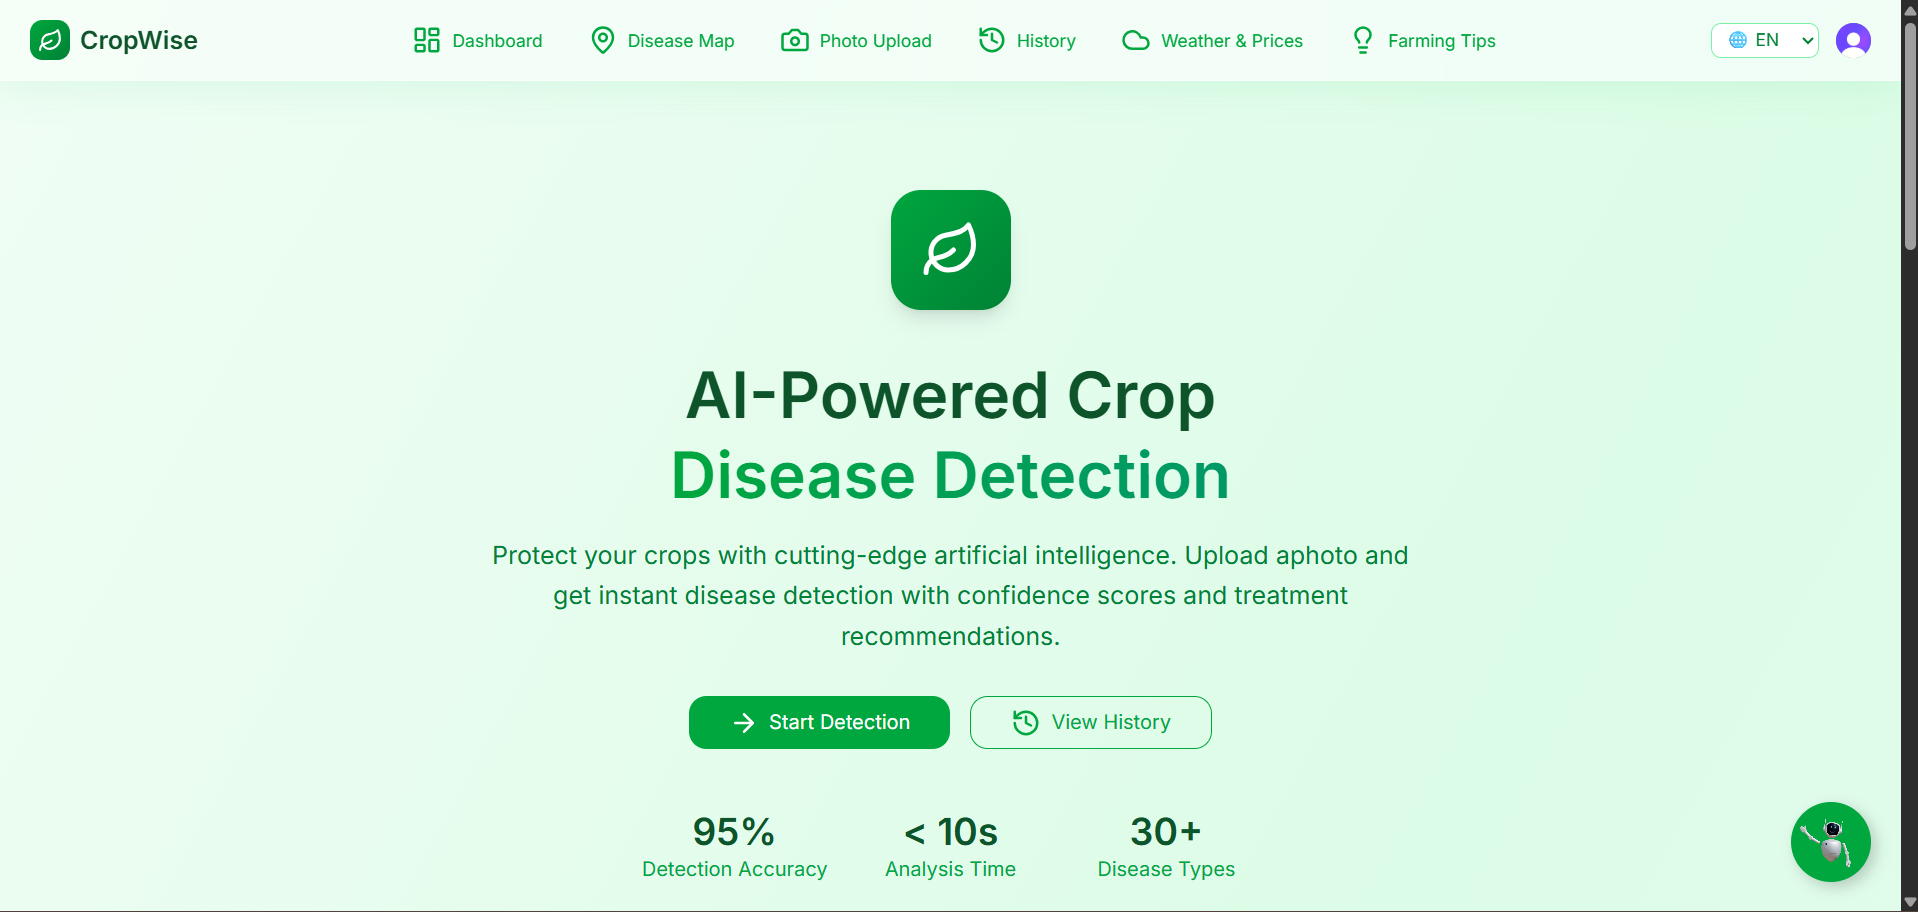 CropWise
Dashboard
Disease Map
Photo Upload
History
Weather & Prices
Farming Tips
EN
AI-Powered Crop
Disease Detection
Protect your crops with cutting-edge artificial intelligence. Upload aphoto and
get instant disease detection with confidence scores and treatment
recommendations.
Start Detection
View History
95%
Detection Accuracy
< 10s
Analysis Time
30+
Disease Types